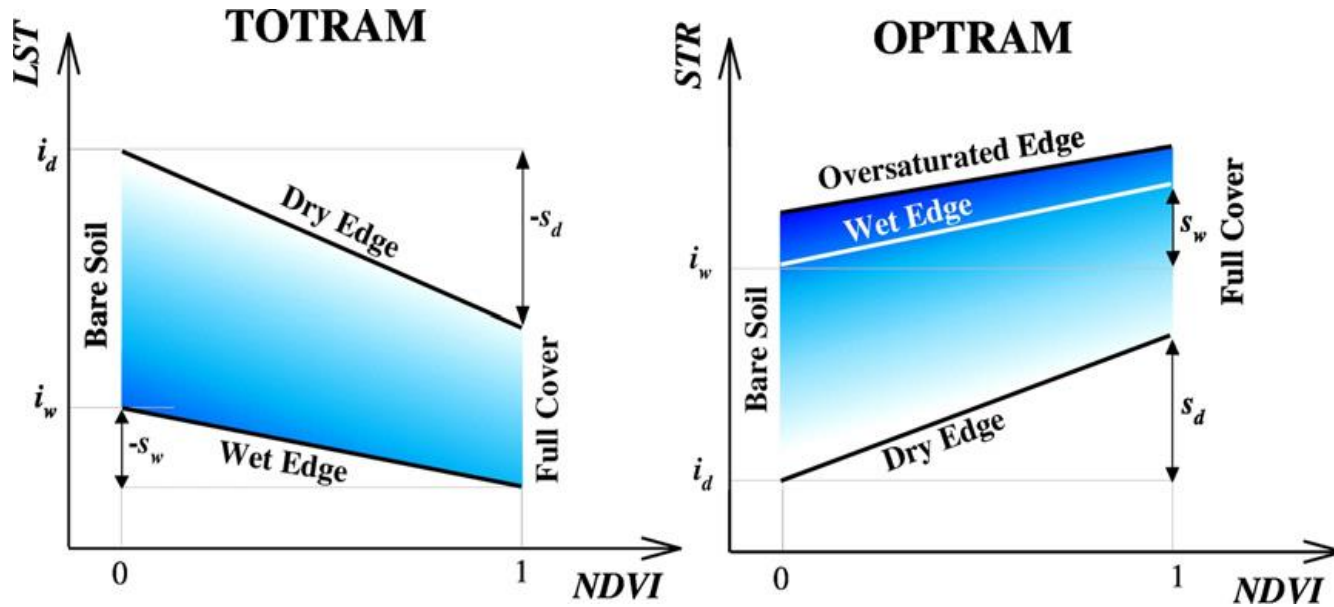 TOTRAM
LST
i_d
Dry Edge
-s_d
Bare Soil
i_w
-s_w
Wet Edge
Full Cover
0
1
NDVI
OPTRAM
STR
Oversaturated Edge
Wet Edge
s_w
i_w
Bare Soil
Full Cover
Dry Edge
s_d
i_d
0
1
NDVI